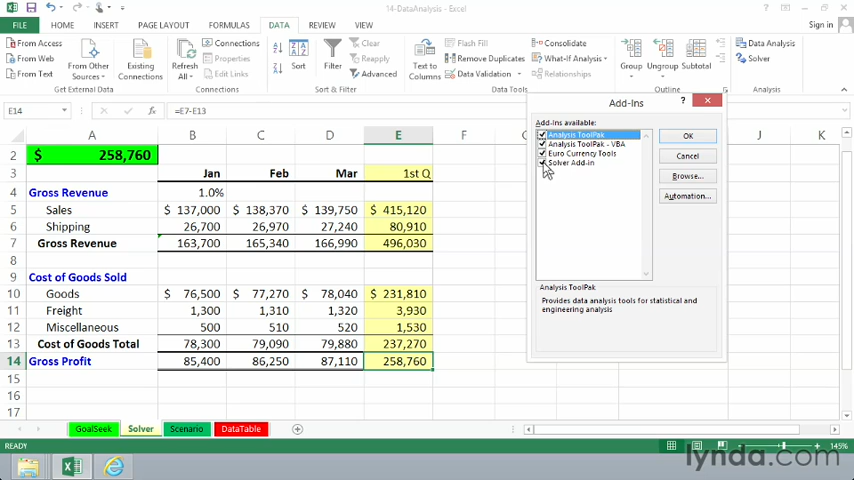 14-DataAnalysis - Excel
FILE HOME INSERT PAGE LAYOUT FORMULAS DATA REVIEW VIEW Sign in
From Access
From Web
From Text
From Other Sources
Existing Connections
Refresh All
Connections
Properties
Edit Links
Connections
Sort
Filter
Clear
Reapply
Advanced
Sort & Filter
Text to Columns
Flash Fill
Remove Duplicates
Data Validation
Consolidate
What-If Analysis
Relationships
Data Tools
Group
Ungroup
Subtotal
Outline
Data Analysis
Solver
Analysis
E14 fx =E7-E13
A B C D E F G J K
2 $ 258,760
3 Jan Feb Mar 1st Q
4 Gross Revenue 1.0%
5 Sales $ 137,000 $ 138,370 $ 139,750 $ 415,120
6 Shipping 26,700 26,970 27,240 80,910
7 Gross Revenue 163,700 165,340 166,990 496,030
8
9 Cost of Goods Sold
10 Goods $ 76,500 $ 77,270 $ 78,040 $ 231,810
11 Freight 1,300 1,310 1,320 3,930
12 Miscellaneous 500 510 520 1,530
13 Cost of Goods Total 78,300 79,090 79,880 237,270
14 Gross Profit 85,400 86,250 87,110 258,760
15
16
17
Add-Ins
?
Add-Ins available:
Analysis ToolPak
Analysis ToolPak - VBA
Euro Currency Tools
Solver Add-in
OK
Cancel
Browse...
Automation...
Analysis ToolPak
Provides data analysis tools for statistical and
engineering analysis
GoalSeek Solver Scenario DataTable
READY 145%
lynda.com